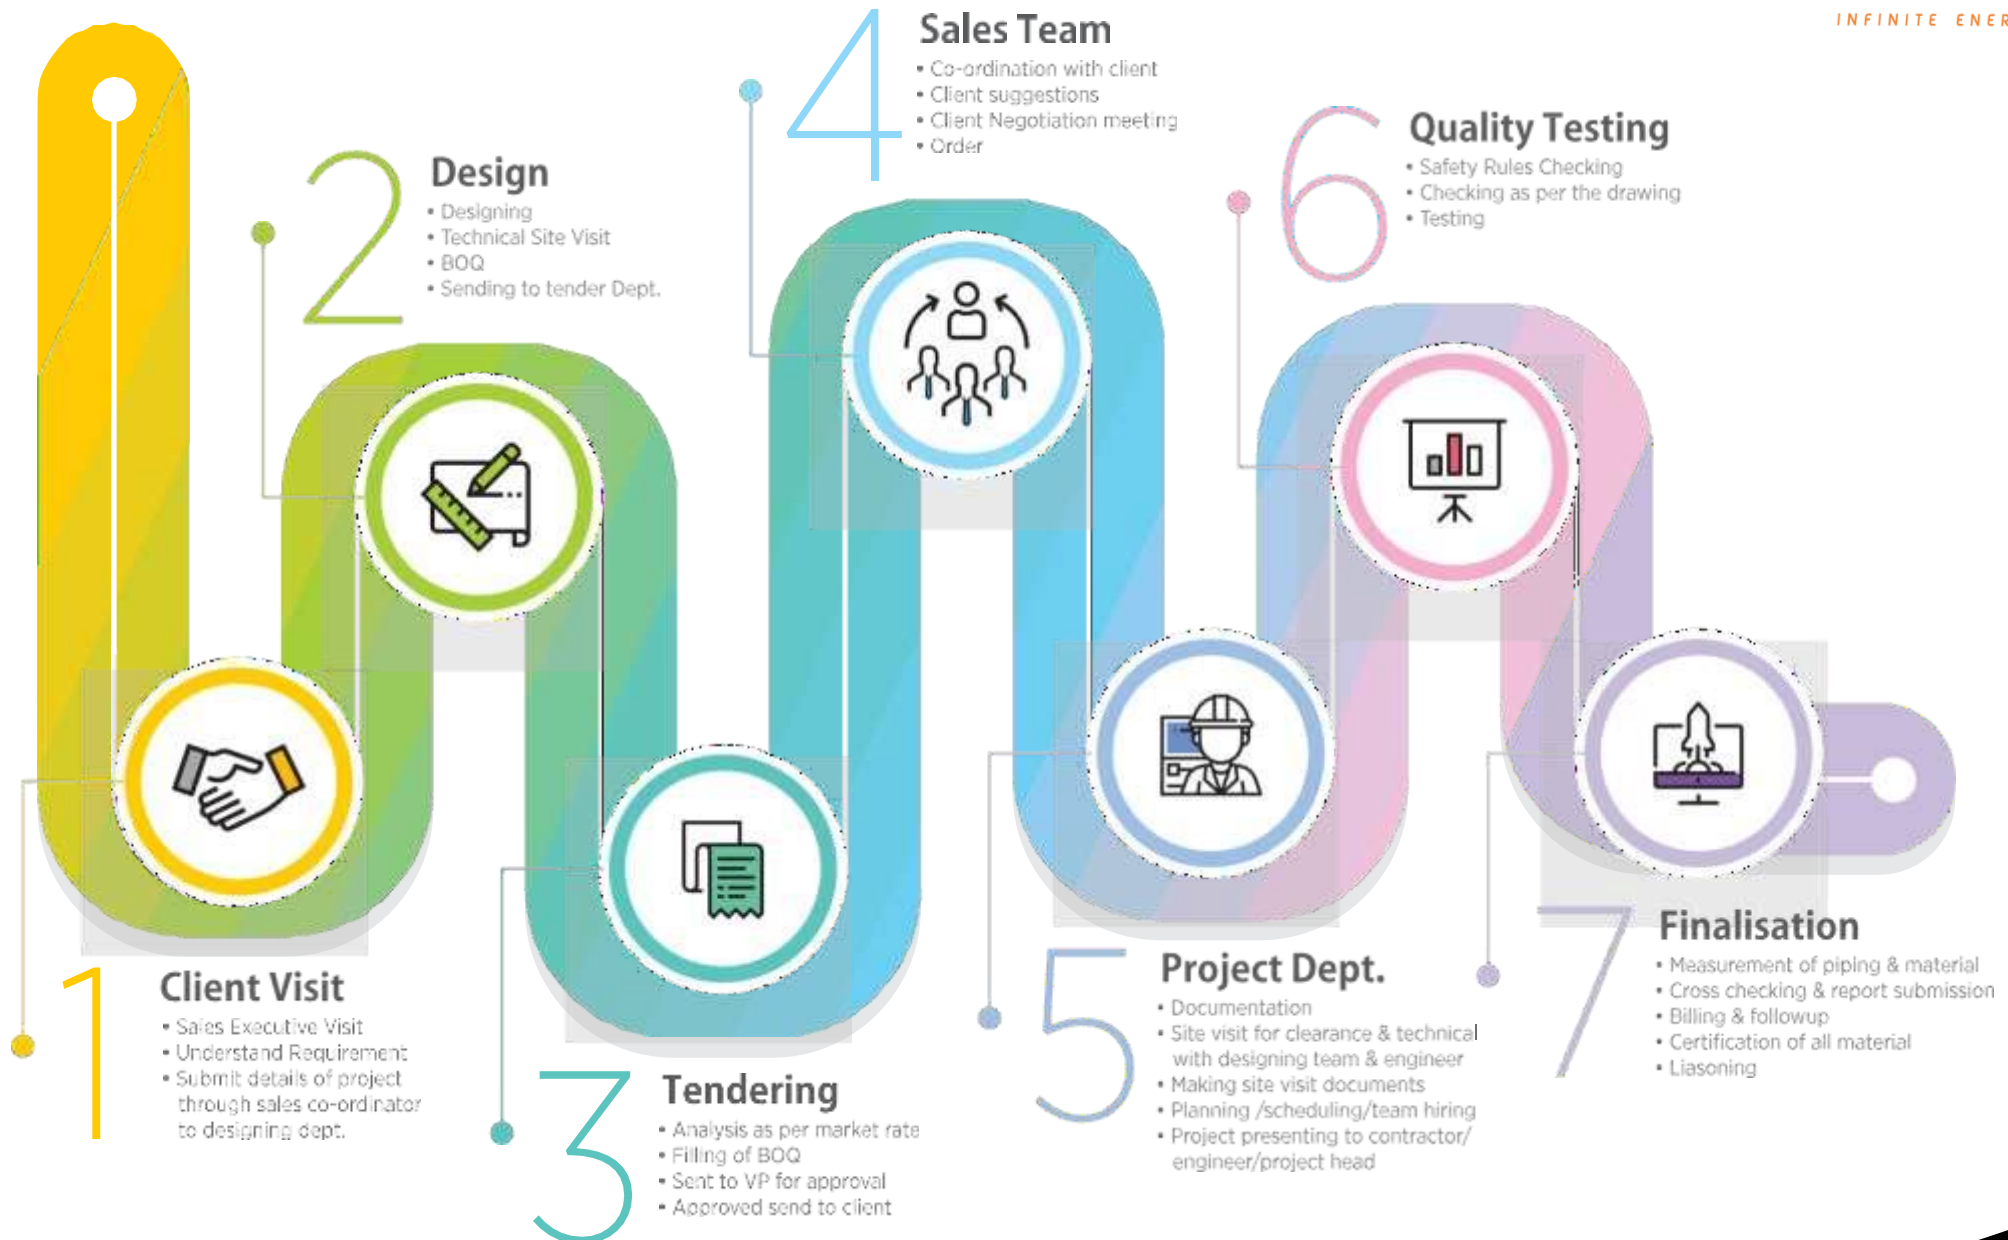 INFINITE ENER
1
Client Visit
• Sales Executive Visit
• Understand Requirement
• Submit details of project
through sales co-ordinator
to designing dept.
2
Design
• Designing
• Technical Site Visit
• BOQ
• Sending to tender Dept.
3
Tendering
• Analysis as per market rate
• Filling of BOQ
• Sent to VP for approval
• Approved send to client
4
Sales Team
• Co-ordination with client
• Client suggestions
• Client Negotiation meeting
• Order
5
Project Dept.
• Documentation
• Site visit for clearance & technical
with designing team & engineer
• Making site visit documents
• Planning /scheduling/team hiring
• Project presenting to contractor/
engineer/project head
6
Quality Testing
• Safety Rules Checking
• Checking as per the drawing
• Testing
7
Finalisation
• Measurement of piping & material
• Cross checking & report submission
• Billing & followup
• Certification of all material
• Liasoning